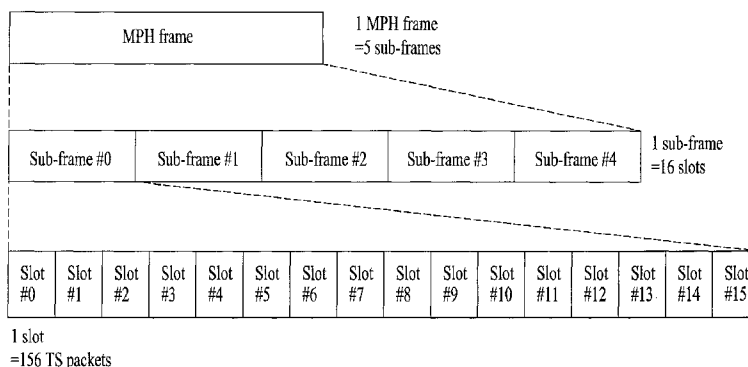 MPH frame
1 MPH frame
=5 sub-frames
Sub-frame #0 Sub-frame #1 Sub-frame #2 Sub-frame #3 Sub-frame #4
1 sub-frame
=16 slots
Slot Slot Slot Slot Slot Slot Slot Slot Slot Slot Slot Slot Slot Slot Slot Slot
#0 #1 #2 #3 #4 #5 #6 #7 #8 #9 #10 #11 #12 #13 #14 #15
1 slot
=156 TS packets